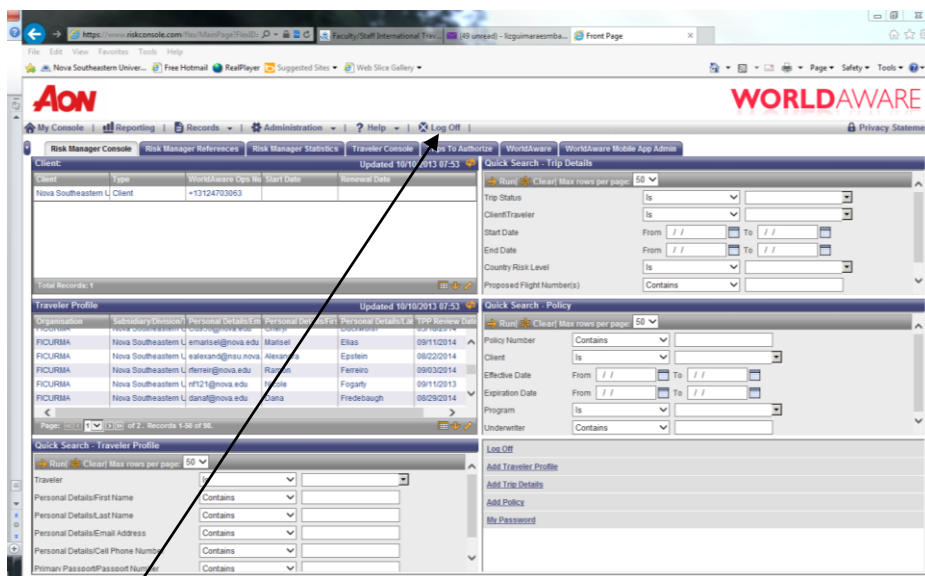 https://www.riskconsole.com/ Faculty/Staff International Trav... (49 unread) - lizguimaraesmba... Front Page
File Edit View Favorites Tools Help
Nova Southeastern Univer... Free Hotmail RealPlayer Suggested Sites Web Slice Gallery Page Safety Tools
AON WORLDAWARE
My Console | Reporting | Records | Administration | ? Help | Log Off | Privacy Stateme
Risk Manager Console Risk Manager References Risk Manager Statistics Traveler Console To Authorize WorldAware WorldAware Mobile App Admin
Client: Updated 10/10/2013 07:53
Client Type WorldAware Ops No Start Date Renewal Date
Nova Southeastern U Client +13124703063
Total Records: 1
Quick Search - Trip Details
Run| Clear| Max rows per page: 50
Trip Status Is
Client\Traveler Is
Start Date From / / To / /
End Date From / / To / /
Country Risk Level Is
Proposed Flight Number(s) Contains
Traveler Profile Updated 10/10/2013 07:53
Organisation Subsidiary/Division/ Personal Details/Em Personal Details/Firs Personal Details/Las TPP Review Date
FICURMA Nova Southeastern U emarisel@nova.edu Marisel Elias 09/11/2014
FICURMA Nova Southeastern U ealexand@nsu.nova. Alexandra Epstein 08/22/2014
FICURMA Nova Southeastern U rferreir@nova.edu Ramon Ferreiro 09/03/2014
FICURMA Nova Southeastern U nf121@nova.edu Nicole Fogarty 09/11/2013
FICURMA Nova Southeastern U danaf@nova.edu Dana Fredebaugh 08/29/2014
Page: 1 of 2. Records 1-50 of 98.
Quick Search - Policy
Run| Clear| Max rows per page: 50
Policy Number Contains
Client Is
Effective Date From / / To / /
Expiration Date From / / To / /
Program Is
Underwriter Contains
Quick Search - Traveler Profile
Run| Clear| Max rows per page: 50
Traveler Is
Personal Details/First Name Contains
Personal Details/Last Name Contains
Personal Details/Email Address Contains
Personal Details/Cell Phone Number Contains
Primary Passport/Passport Number Contains
Log Off
Add Traveler Profile
Add Trip Details
Add Policy
My Password